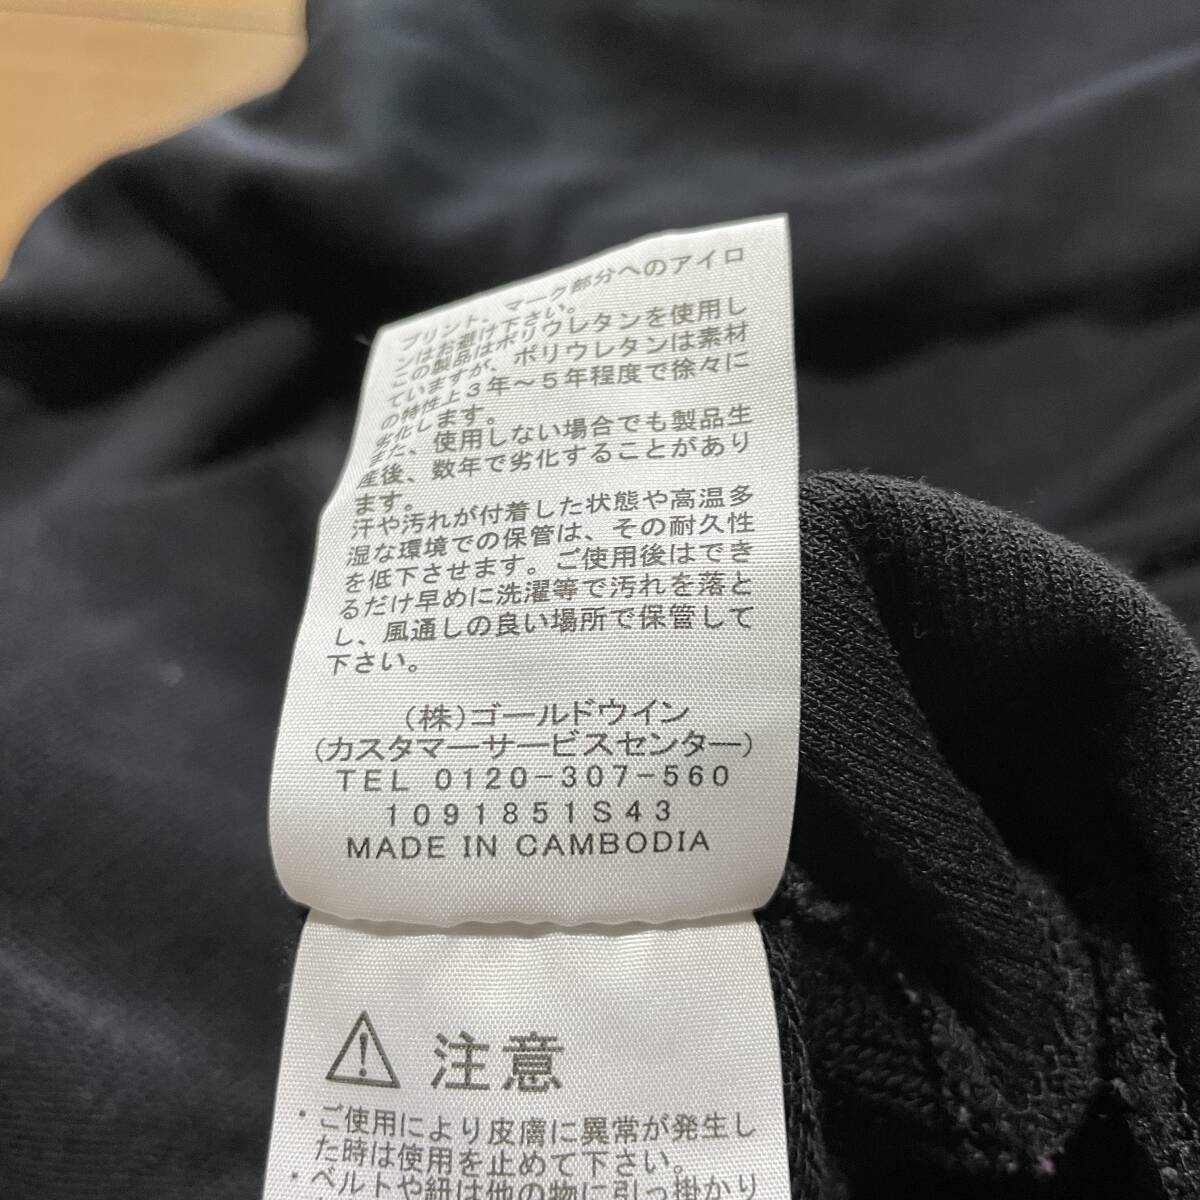 プリント、マーク部分へのアイロ
ンはお避け下さい。
この製品はポリウレタンを使用し
ていますが、ポリウレタンは素材
の特性上３年～５年程度で徐々に
劣化します。
また、使用しない場合でも製品生
産後、数年で劣化することがあり
ます。
汗や汚れが付着した状態や高温多
湿な環境での保管は、その耐久性
を低下させます。ご使用後はでき
るだけ早めに洗濯等で汚れを落と
し、風通しの良い場所で保管して
下さい。
(株)ゴールドウイン
(カスタマーサービスセンター)
TEL 0120-307-560
1091851S43
MADE IN CAMBODIA
注意
・ご使用により皮膚に異常が発生し
た時は使用を止めて下さい。
・ベルトや紐は他の物に引っ掛かり